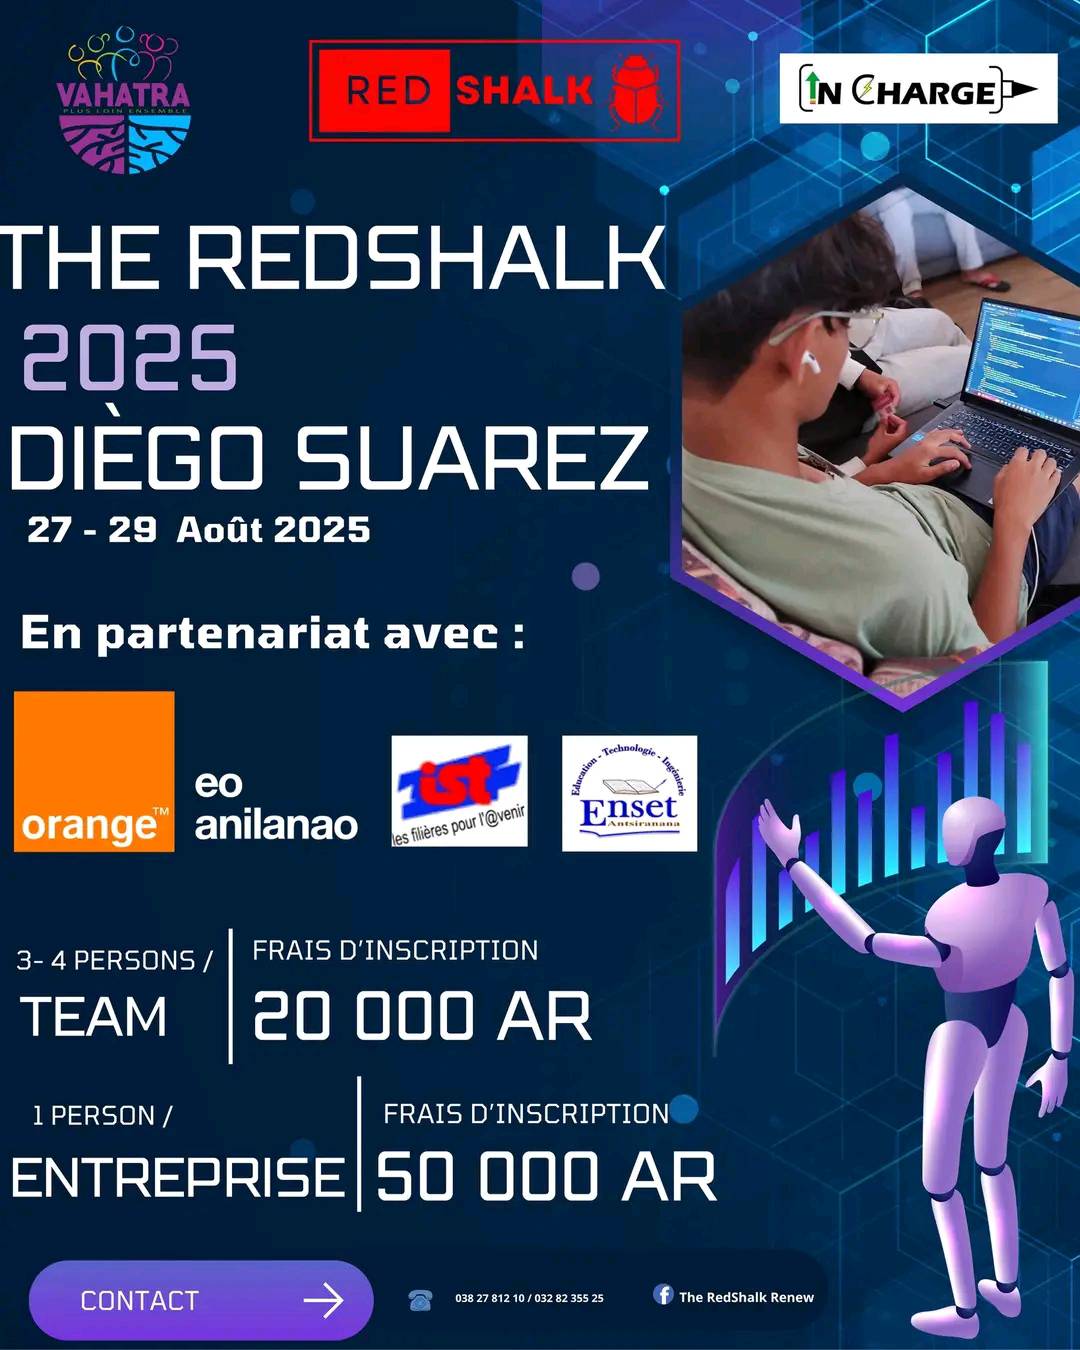 VAHATRA
PLUS LOIN ENSEMBLE
RED SHALK
IN CHARGE
THE REDSHALK
2025
DIÈGO SUAREZ
27 - 29 Août 2025
En partenariat avec :
orange™
eo
anilanao
ist
les filières pour l'@venir
Education - Technologie - Ingénierie
Enset
Antsiranana
3- 4 PERSONS /
TEAM
FRAIS D'INSCRIPTION
20 000 AR
1 PERSON /
ENTREPRISE
FRAIS D'INSCRIPTION
50 000 AR
CONTACT
038 27 812 10 / 032 82 355 25
The RedShalk Renew